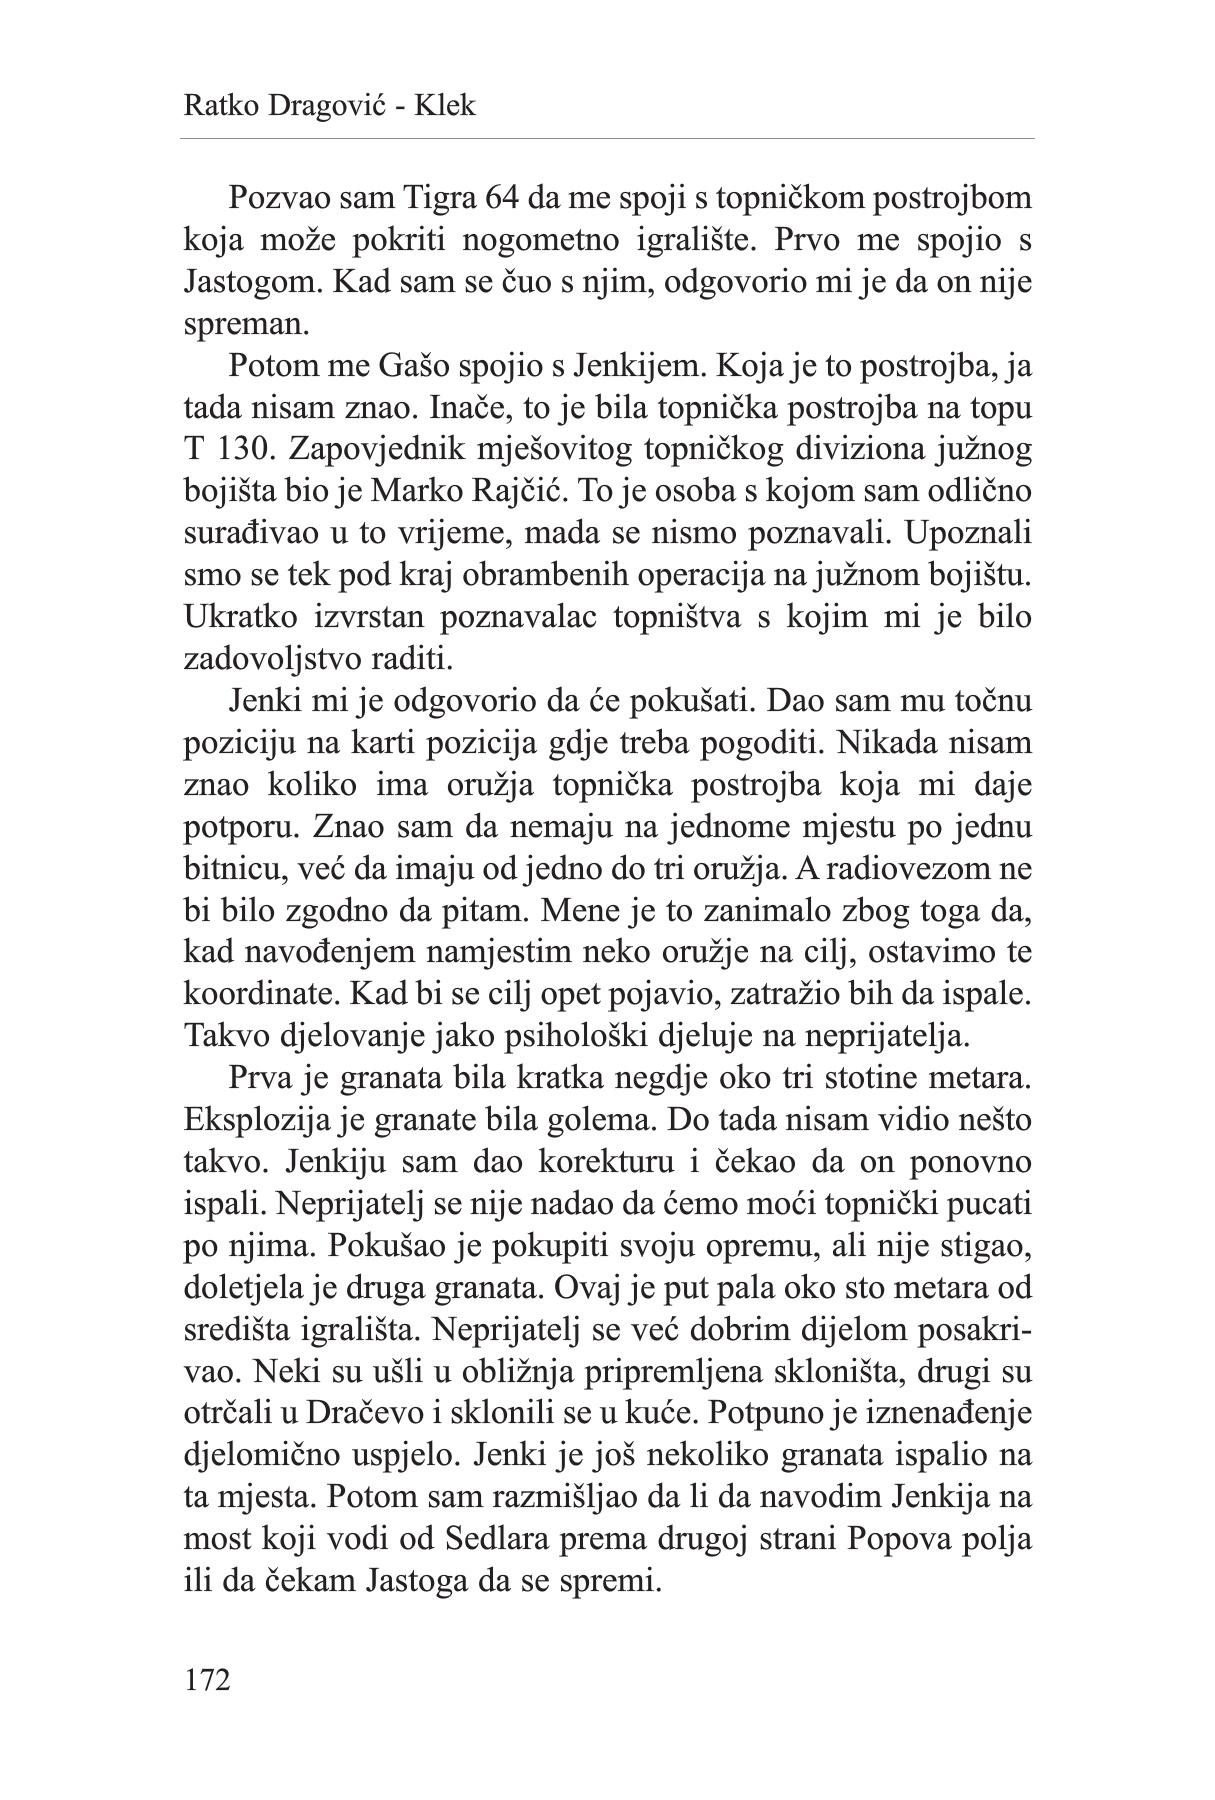 Ratko Dragović - Klek
Pozvao sam Tigra 64 da me spoji s topničkom postrojbom
koja može pokriti nogometno igralište. Prvo me spojio s
Jastogom. Kad sam se čuo s njim, odgovorio mi je da on nije
spreman.
Potom me Gašo spojio s Jenkijem. Koja je to postrojba, ja
tada nisam znao. Inače, to je bila topnička postrojba na topu
T 130. Zapovjednik mješovitog topničkog diviziona južnog
bojišta bio je Marko Rajčić. To je osoba s kojom sam odlično
surađivao u to vrijeme, mada se nismo poznavali. Upoznali
smo se tek pod kraj obrambenih operacija na južnom bojištu.
Ukratko izvrstan poznavalac topništva s kojim mi je bilo
zadovoljstvo raditi.
Jenki mi je odgovorio da će pokušati. Dao sam mu točnu
poziciju na karti pozicija gdje treba pogoditi. Nikada nisam
znao koliko ima oružja topnička postrojba koja mi daje
potporu. Znao sam da nemaju na jednome mjestu po jednu
bitnicu, već da imaju od jedno do tri oružja. A radiovezom ne
bi bilo zgodno da pitam. Mene je to zanimalo zbog toga da,
kad navođenjem namjestim neko oružje na cilj, ostavimo te
koordinate. Kad bi se cilj opet pojavio, zatražio bih da ispale.
Takvo djelovanje jako psihološki djeluje na neprijatelja.
Prva je granata bila kratka negdje oko tri stotine metara.
Eksplozija je granate bila golema. Do tada nisam vidio nešto
takvo. Jenkiju sam dao korekturu i čekao da on ponovno
ispali. Neprijatelj se nije nadao da ćemo moći topnički pucati
po njima. Pokušao je pokupiti svoju opremu, ali nije stigao,
doletjela je druga granata. Ovaj je put pala oko sto metara od
središta igrališta. Neprijatelj se već dobrim dijelom posakri-
vao. Neki su ušli u obližnja pripremljena skloništa, drugi su
otrčali u Dračevo i sklonili se u kuće. Potpuno je iznenađenje
djelomično uspjelo. Jenki je još nekoliko granata ispalio na
ta mjesta. Potom sam razmišljao da li da navodim Jenkija na
most koji vodi od Sedlara prema drugoj strani Popova polja
ili da čekam Jastoga da se spremi.
172